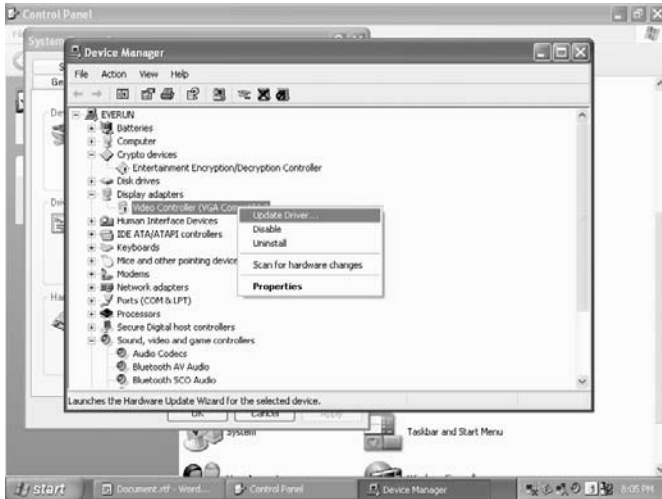 Control Panel
System
Device Manager
File Action View Help
Ge
De
EVERUN
Batteries
Computer
Crypto devices
Entertainment Encryption/Decryption Controller
Disk drives
Display adapters
Video Controller (VGA
Update Driver...
Human Interface Devices
Disable
IDE ATA/ATAPI controllers
Uninstall
Keyboards
Mice and other pointing device
Scan for hardware changes
Modems
Network adapters
Properties
Ports (COM & LPT)
Processors
Secure Digital host controllers
Sound, video and game controllers
Audio Codecs
Bluetooth AV Audio
Bluetooth SCO Audio
Dri
Ha
Launches the Hardware Update Wizard for the selected device.
OK Cancel Apply
System
Taskbar and Start Menu
start Document.rtf - Word... Control Panel Device Manager 8:05 PM